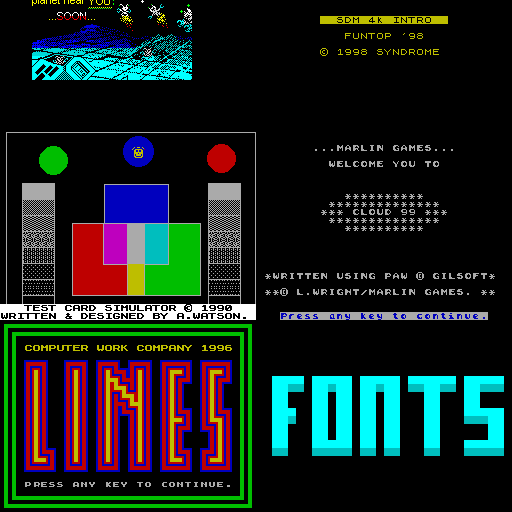 planet near YOU
...SOON...
SDM 4K INTRO
FUNTOP '98
© 1998 SYNDROME
TEST CARD SIMULATOR © 1990
WRITTEN & DESIGNED BY A.WATSON.
...MARLIN GAMES...
WELCOME YOU TO
**********
**************
*** CLOUD 99 ***
**************
**********
*WRITTEN USING PAW © GILSOFT*
**© L.WRIGHT/MARLIN GAMES. **
Press any key to continue.
COMPUTER WORK COMPANY 1996
LINES
PRESS ANY KEY TO CONTINUE.
FONTS